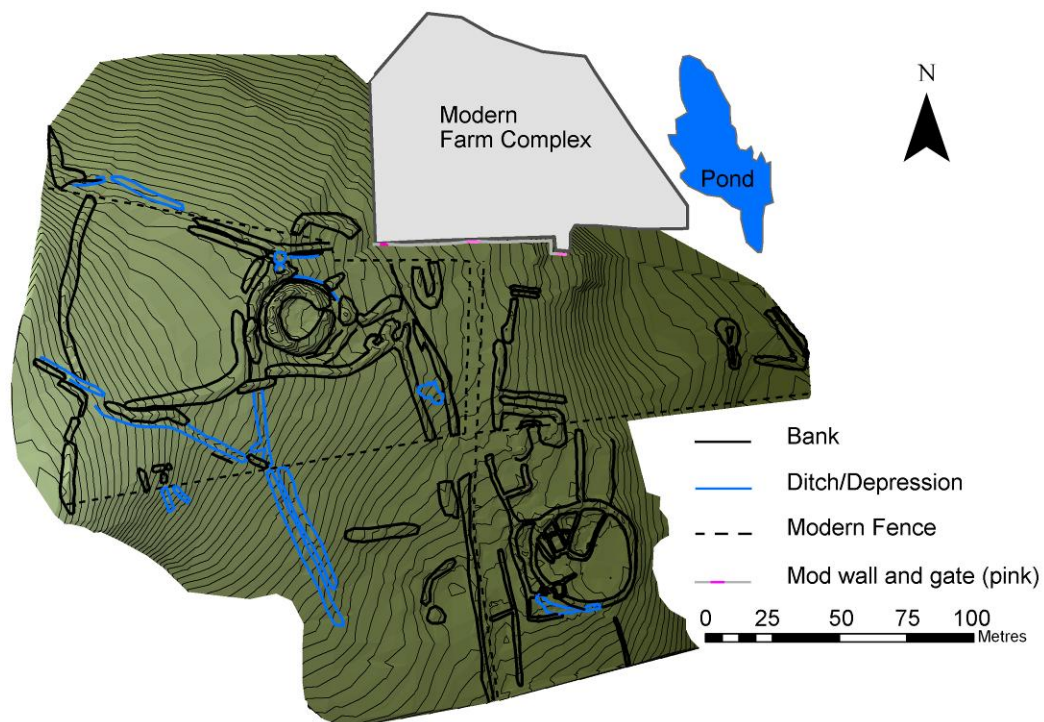 Modern
Farm Complex
Pond
N
Bank
Ditch/Depression
Modern Fence
Mod wall and gate (pink)
0 25 50 75 100
Metres